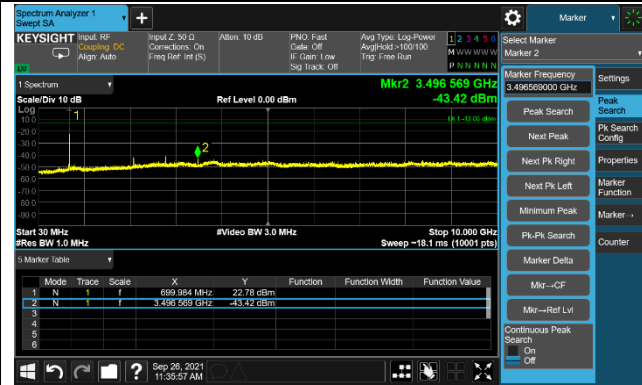 Spectrum Analyzer 1
Swept SA
+
Marker
KEYSIGHT
Input: RF
Coupling: DC
Align: Auto
Input Z: 50 Ω
Corrections: On
Freq Ref: Int (S)
Atten: 10 dB
PNO: Fast
Gate: Off
IF Gain: Low
Sig Track: Off
Avg Type: Log-Power
Avg|Hold:>100/100
Trig: Free Run
1 2 3 4 5 6
M W W W W W
P N N N N N
LXI
Select Marker
Marker 2
1 Spectrum
Scale/Div 10 dB
Log
Ref Level 0.00 dBm
Mkr2 3.496 569 GHz
-43.42 dBm
DL1 -13.00 dBm
-10.0
-20.0
-30.0
-40.0
-50.0
-60.0
-70.0
-80.0
-90.0
1
2
Start 30 MHz
#Res BW 1.0 MHz
#Video BW 3.0 MHz
Stop 10.000 GHz
Sweep ~18.1 ms (10001 pts)
5 Marker Table
Mode Trace Scale X Y Function Function Width Function Value
1 N 1 f 699.984 MHz 22.78 dBm
2 N 1 f 3.496 569 GHz -43.42 dBm
3
4
5
6
Marker Frequency
3.496569000 GHz
Peak Search
Next Peak
Next Pk Right
Next Pk Left
Minimum Peak
Pk-Pk Search
Marker Delta
Mkr→CF
Mkr→Ref Lvl
Continuous Peak
Search
On
Off
Settings
Peak
Search
Pk Search
Config
Properties
Marker
Function
Marker→
Counter
?
Sep 26, 2021
11:35:57 AM